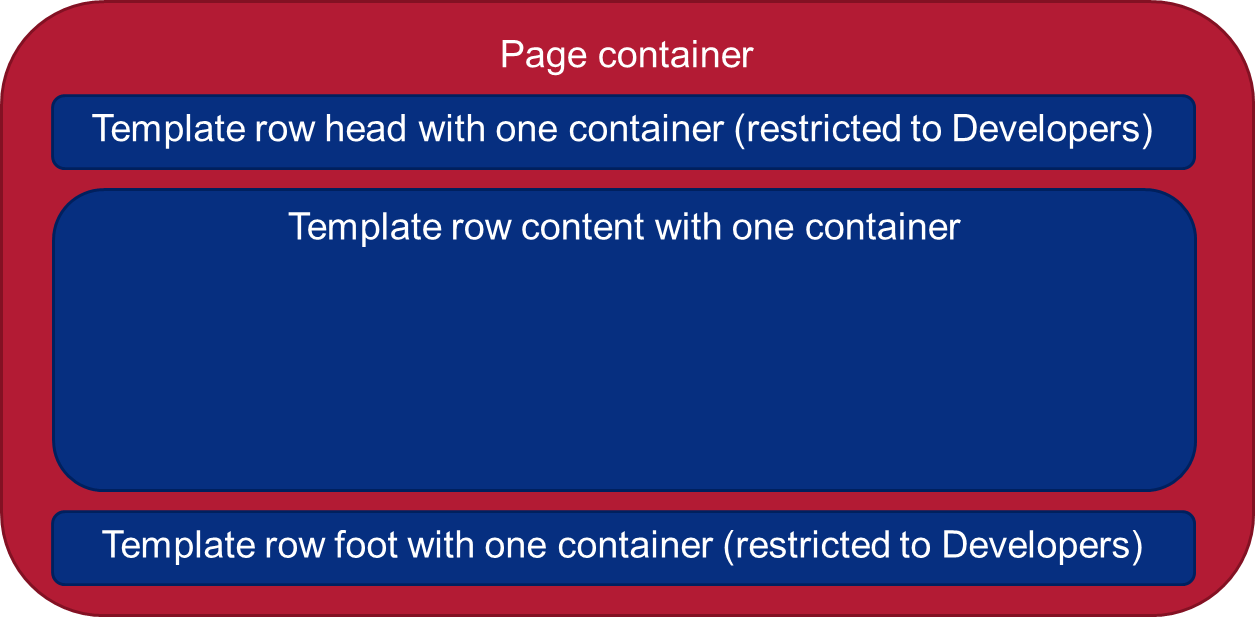 Page container
Template row head with one container (restricted to Developers)
Template row content with one container
Template row foot with one container (restricted to Developers)